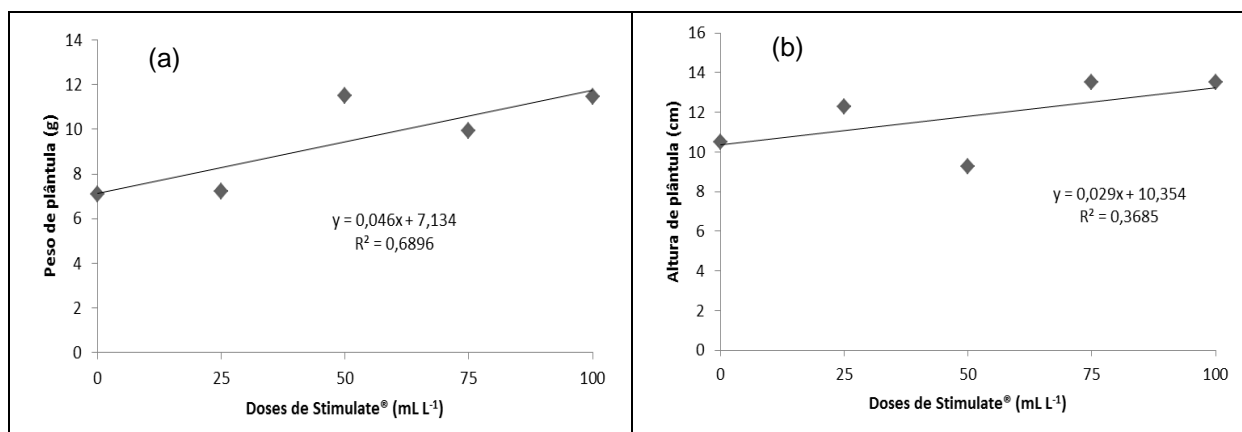 (a)
14
12
10
8
6
4
2
0
Peso de plântula (g)
y = 0,046x + 7,134
R² = 0,6896
0 25 50 75 100
Doses de Stimulate® (mL L⁻¹)
(b)
16
14
12
10
8
6
4
2
0
Altura de plântula (cm)
y = 0,029x + 10,354
R² = 0,3685
0 25 50 75 100
Doses de Stimulate® (mL L⁻¹)